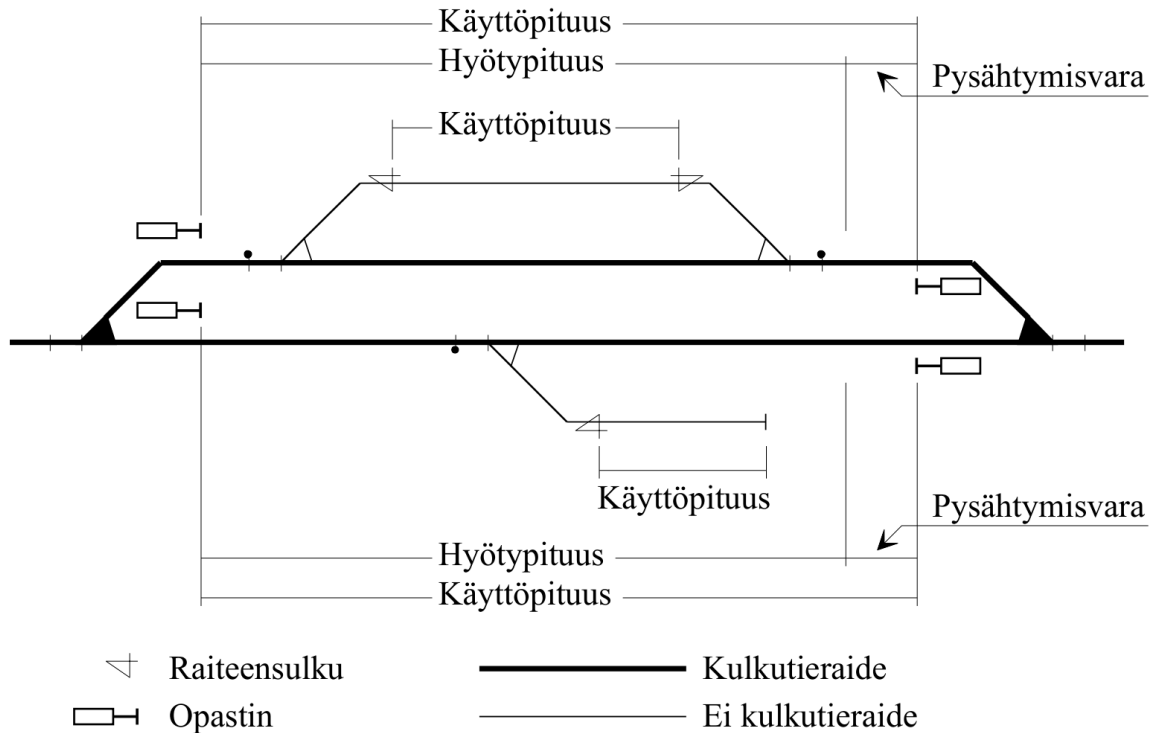 Käyttöpituus
Hyötypituus
Pysähtymisvara
Käyttöpituus
Käyttöpituus
Pysähtymisvara
Hyötypituus
Käyttöpituus
Raiteensulku
Kulkutieraide
Opastin
Ei kulkutieraide